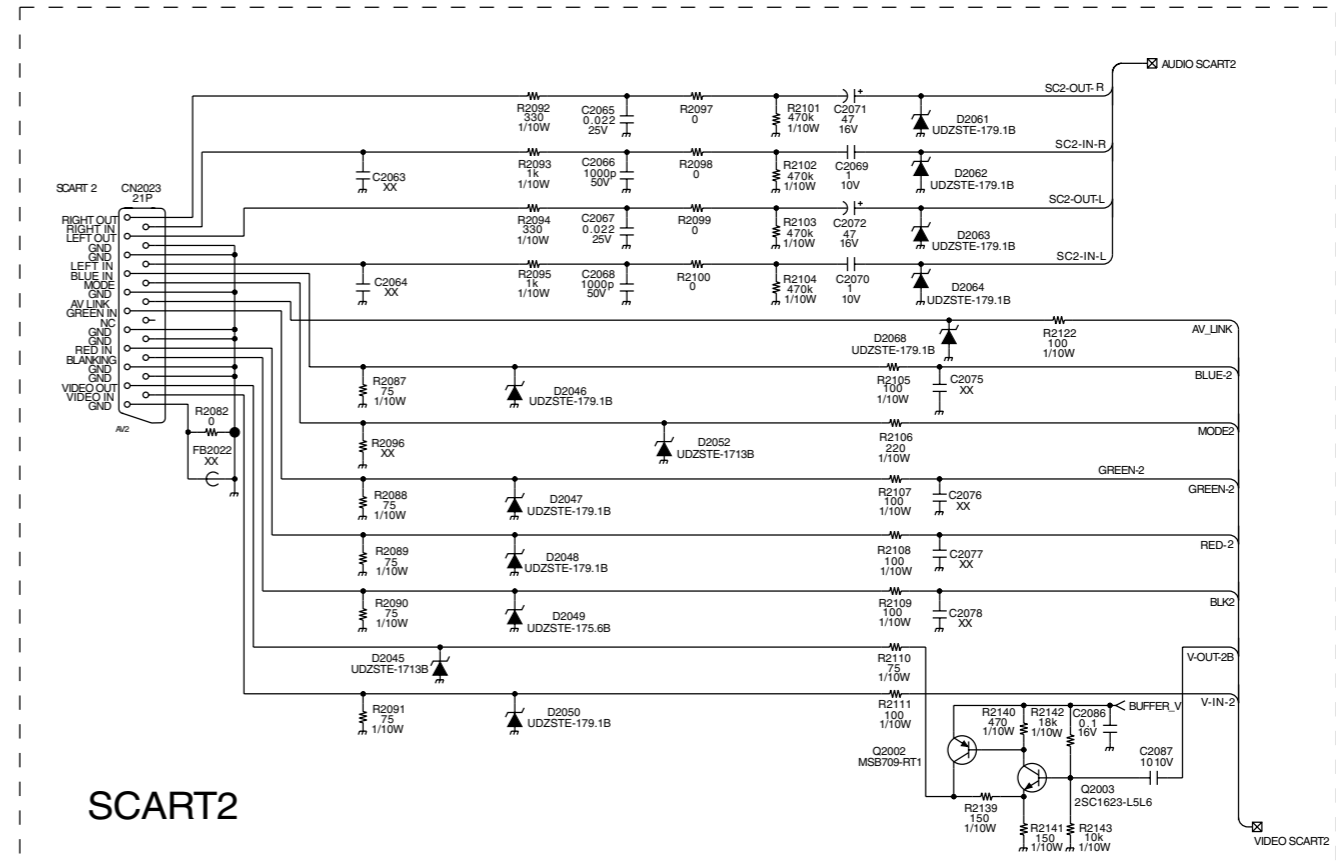 AUDIO SCART2
SC2-OUT-R
R2092
330
1/10W
C2065
0.022
25V
R2097
0
R2101
470k
1/10W
C2071
47
16V
+
D2061
UDZSTE-179.1B
SC2-IN-R
C2063
XX
R2093
1k
1/10W
C2066
1000p
50V
R2098
0
R2102
470k
1/10W
C2069
1
10V
D2062
UDZSTE-179.1B
SC2-OUT-L
R2094
330
1/10W
C2067
0.022
25V
R2099
0
R2103
470k
1/10W
C2072
47
16V
+
D2063
UDZSTE-179.1B
SC2-IN-L
C2064
XX
R2095
1k
1/10W
C2068
1000p
50V
R2100
0
R2104
470k
1/10W
C2070
1
10V
D2064
UDZSTE-179.1B
SCART 2
CN2023
21P
RIGHT OUT
RIGHT IN
LEFT OUT
GND
GND
LEFT IN
BLUE IN
MODE
GND
AV LINK
GREEN IN
NC
GND
GND
RED IN
BLANKING
GND
GND
VIDEO OUT
VIDEO IN
GND
AV2
R2082
0
FB2022
XX
D2068
UDZSTE-179.1B
R2122
100
1/10W
AV_LINK
R2087
75
1/10W
D2046
UDZSTE-179.1B
R2105
100
1/10W
C2075
XX
BLUE-2
R2096
XX
D2052
UDZSTE-1713B
R2106
220
1/10W
MODE2
R2088
75
1/10W
D2047
UDZSTE-179.1B
R2107
100
1/10W
C2076
XX
GREEN-2
GREEN-2
R2089
75
1/10W
D2048
UDZSTE-179.1B
R2108
100
1/10W
C2077
XX
RED-2
R2090
75
1/10W
D2049
UDZSTE-175.6B
R2109
100
1/10W
C2078
XX
BLK2
D2045
UDZSTE-1713B
R2110
75
1/10W
V-OUT-2B
R2091
75
1/10W
D2050
UDZSTE-179.1B
R2111
100
1/10W
V-IN-2
R2140
470
1/10W
R2142
18k
1/10W
C2086
0.1
16V
BUFFER_V
Q2002
MSB709-RT1
C2087
10 10V
Q2003
2SC1623-L5L6
R2139
150
1/10W
R2141
150
1/10W
R2143
10k
1/10W
VIDEO SCART2
SCART2